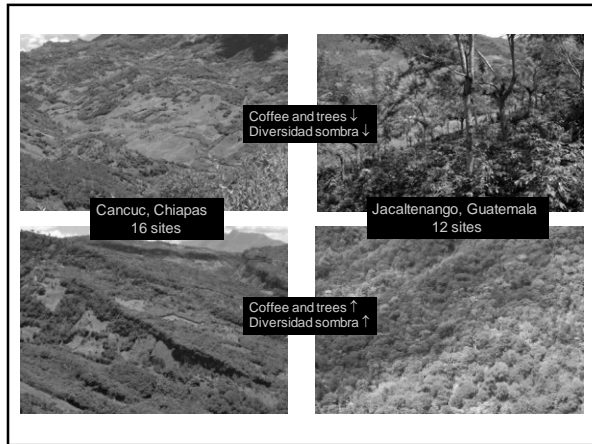 Coffee and trees ↓
Diversidad sombra ↓
Cancuc, Chiapas
16 sites
Jacaltenango, Guatemala
12 sites
Coffee and trees ↑
Diversidad sombra ↑